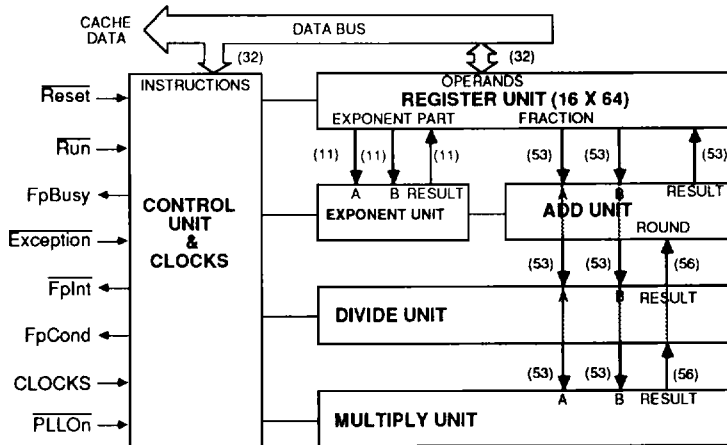 CACHE
DATA
DATA BUS
(32)
(32)
INSTRUCTIONS
OPERANDS
REGISTER UNIT (16 X 64)
EXPONENT PART
FRACTION
Reset
Run
FpBusy
Exception
FpInt
FpCond
CLOCKS
PLLOn
CONTROL
UNIT
&
CLOCKS
(11)
(11)
(11)
(53)
(53)
(53)
A
B
RESULT
EXPONENT UNIT
A
B
RESULT
ADD UNIT
ROUND
(53)
(53)
(56)
A
B
RESULT
DIVIDE UNIT
(53)
(53)
(56)
A
B
RESULT
MULTIPLY UNIT